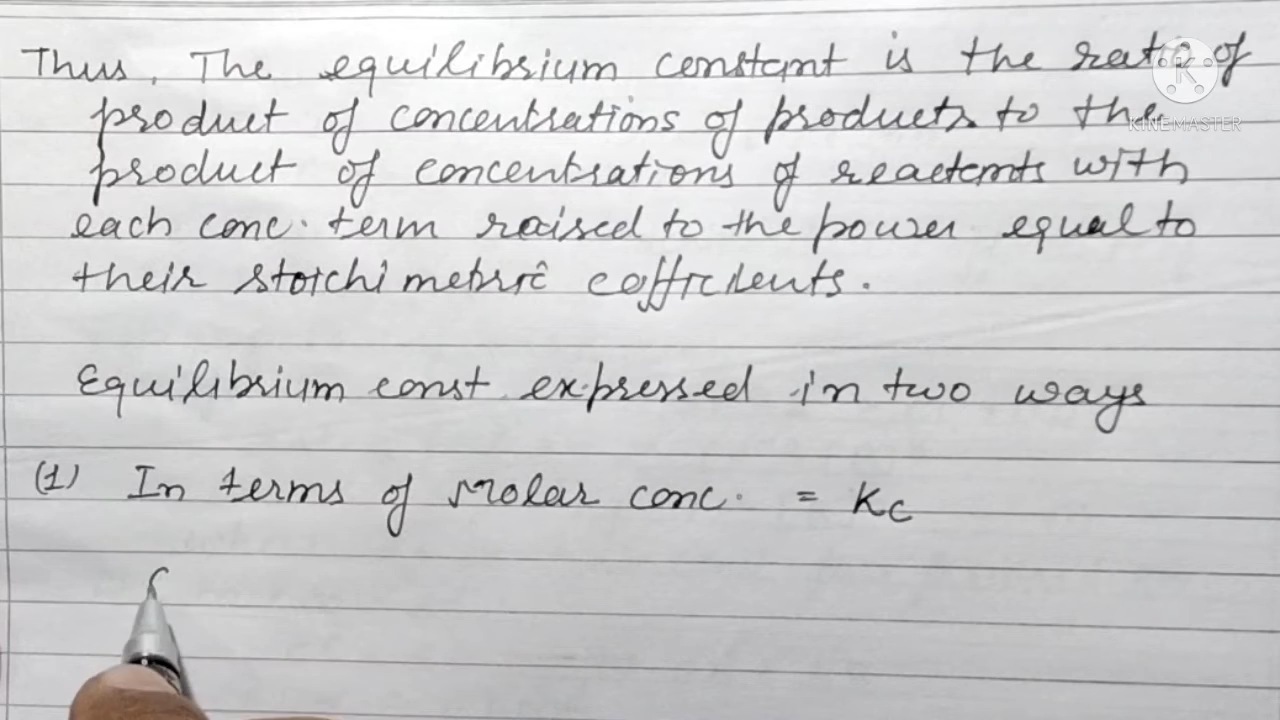 Thus, The equilibrium constant is the ratio of
product of concentrations of products to the
product of concentrations of reactants with
each conc. term raised to the power equal to
their stoichimetric cofficients.
Equilibrium const expressed in two ways
(1) In terms of Molar conc. = Kc
K
KINEMASTER